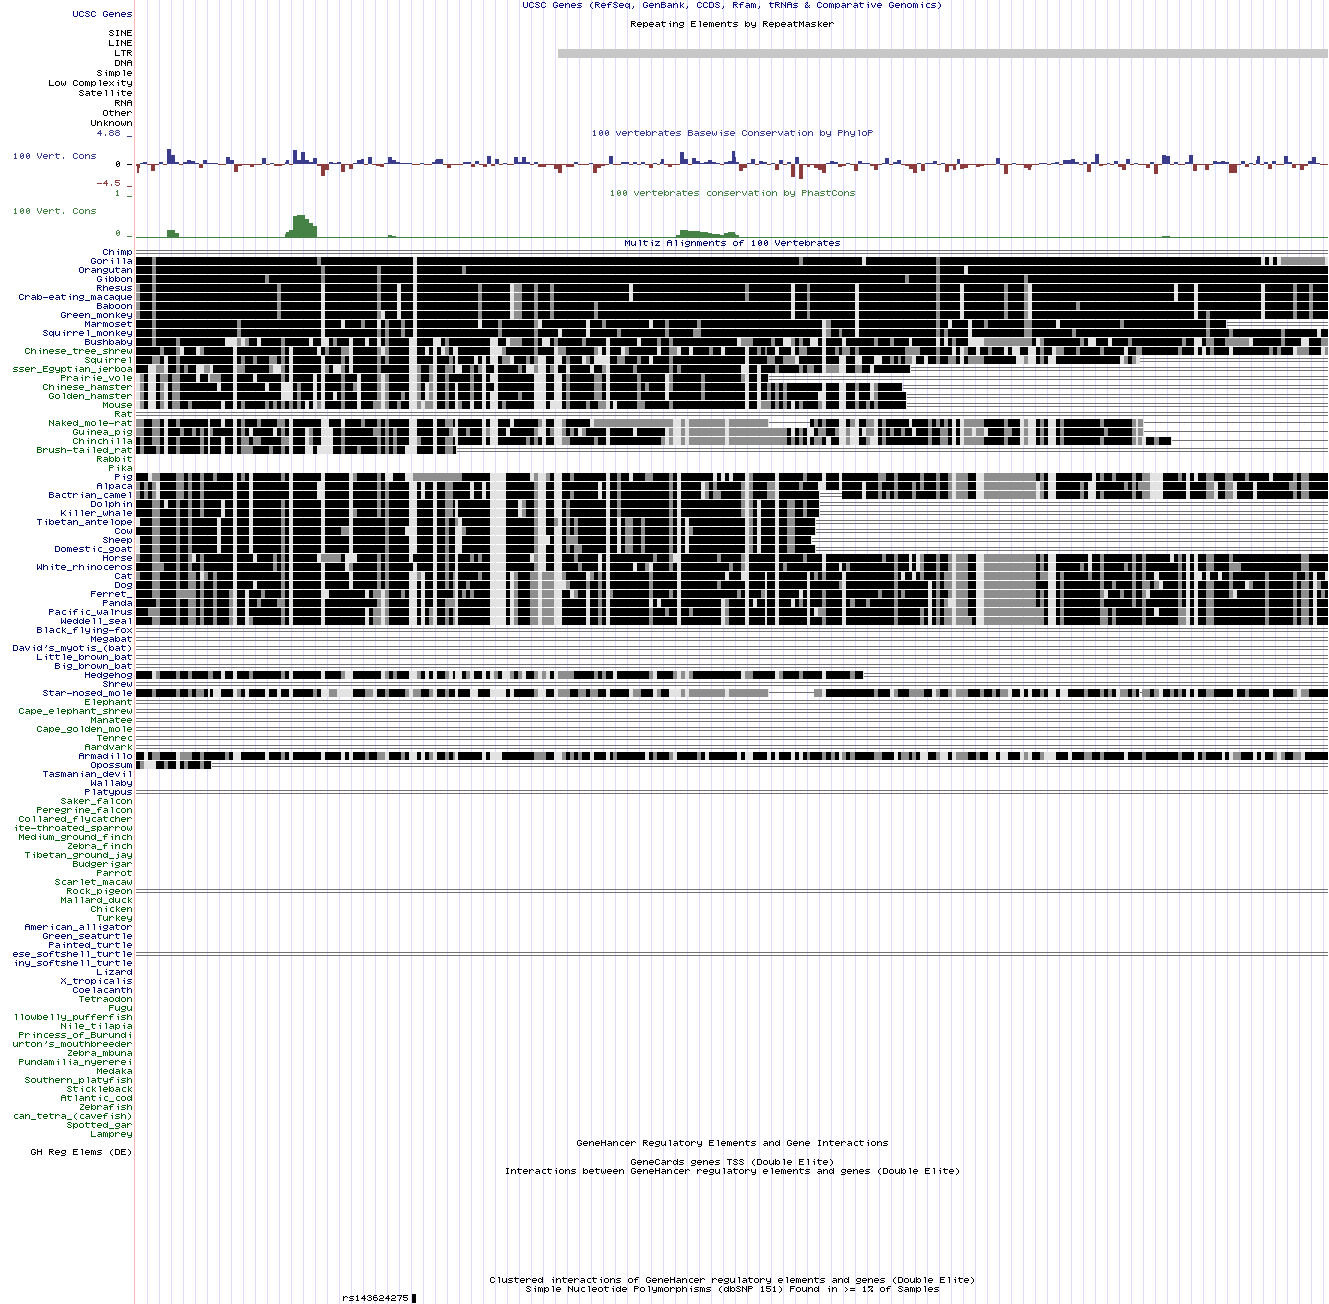 UCSC Genes (RefSeq, GenBank, CCDS, Rfam, tRNAs & Comparative Genomics)
UCSC Genes
Repeating Elements by RepeatMasker
SINE
LINE
LTR
DNA
Simple
Low Complexity
Satellite
RNA
Other
Unknown
100 vertebrates Basewise Conservation by PhyloP
4.88 _
100 Vert. Cons
0 _
-4.5 _
100 vertebrates conservation by PhastCons
1 _
100 Vert. Cons
0 _
Multiz Alignments of 100 Vertebrates
Chimp
Gorilla
Orangutan
Gibbon
Rhesus
Crab-eating_macaque
Baboon
Green_monkey
Marmoset
Squirrel_monkey
Bushbaby
Chinese_tree_shrew
Squirrel
sser_Egyptian_jerboa
Prairie_vole
Chinese_hamster
Golden_hamster
Mouse
Rat
Naked_mole-rat
Guinea_pig
Chinchilla
Brush-tailed_rat
Rabbit
Pika
Pig
Alpaca
Bactrian_camel
Dolphin
Killer_whale
Tibetan_antelope
Cow
Sheep
Domestic_goat
Horse
White_rhinoceros
Cat
Dog
Ferret_
Panda
Pacific_walrus
Weddell_seal
Black_flying-fox
Megabat
David's_myotis_(bat)
Little_brown_bat
Big_brown_bat
Hedgehog
Shrew
Star-nosed_mole
Elephant
Cape_elephant_shrew
Manatee
Cape_golden_mole
Tenrec
Aardvark
Armadillo
Opossum
Tasmanian_devil
Wallaby
Platypus
Saker_falcon
Peregrine_falcon
Collared_flycatcher
ite-throated_sparrow
Medium_ground_finch
Zebra_finch
Tibetan_ground_jay
Budgerigar
Parrot
Scarlet_macaw
Rock_pigeon
Mallard_duck
Chicken
Turkey
American_alligator
Green_seaturtle
Painted_turtle
ese_softshell_turtle
iny_softshell_turtle
Lizard
X_tropicalis
Coelacanth
Tetraodon
Fugu
llowbelly_pufferfish
Nile_tilapia
Princess_of_Burundi
urton's_mouthbreeder
Zebra_mbuna
Pundamilia_nyererei
Medaka
Southern_platyfish
Stickleback
Atlantic_cod
Zebrafish
can_tetra_(cavefish)
Spotted_gar
Lamprey
GeneHancer Regulatory Elements and Gene Interactions
GH Reg Elems (DE)
GeneCards genes TSS (Double Elite)
Interactions between GeneHancer regulatory elements and genes (Double Elite)
Clustered interactions of GeneHancer regulatory elements and genes (Double Elite)
Simple Nucleotide Polymorphisms (dbSNP 151) Found in >= 1% of Samples
rs143624275